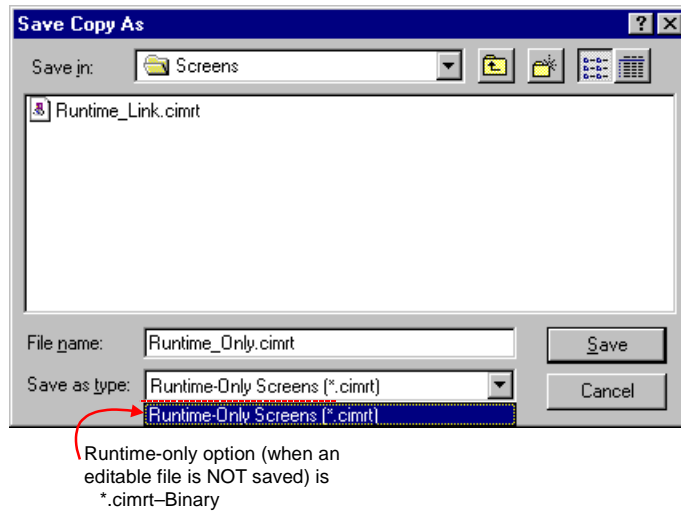 Save Copy As
Save in: Screens
Runtime_Link.cimrt
File name: Runtime_Only.cimrt Save
Save as type: Runtime-Only Screens (*.cimrt) Cancel
Runtime-Only Screens (*.cimrt)
Runtime-only option (when an
editable file is NOT saved) is
*.cimrt–Binary